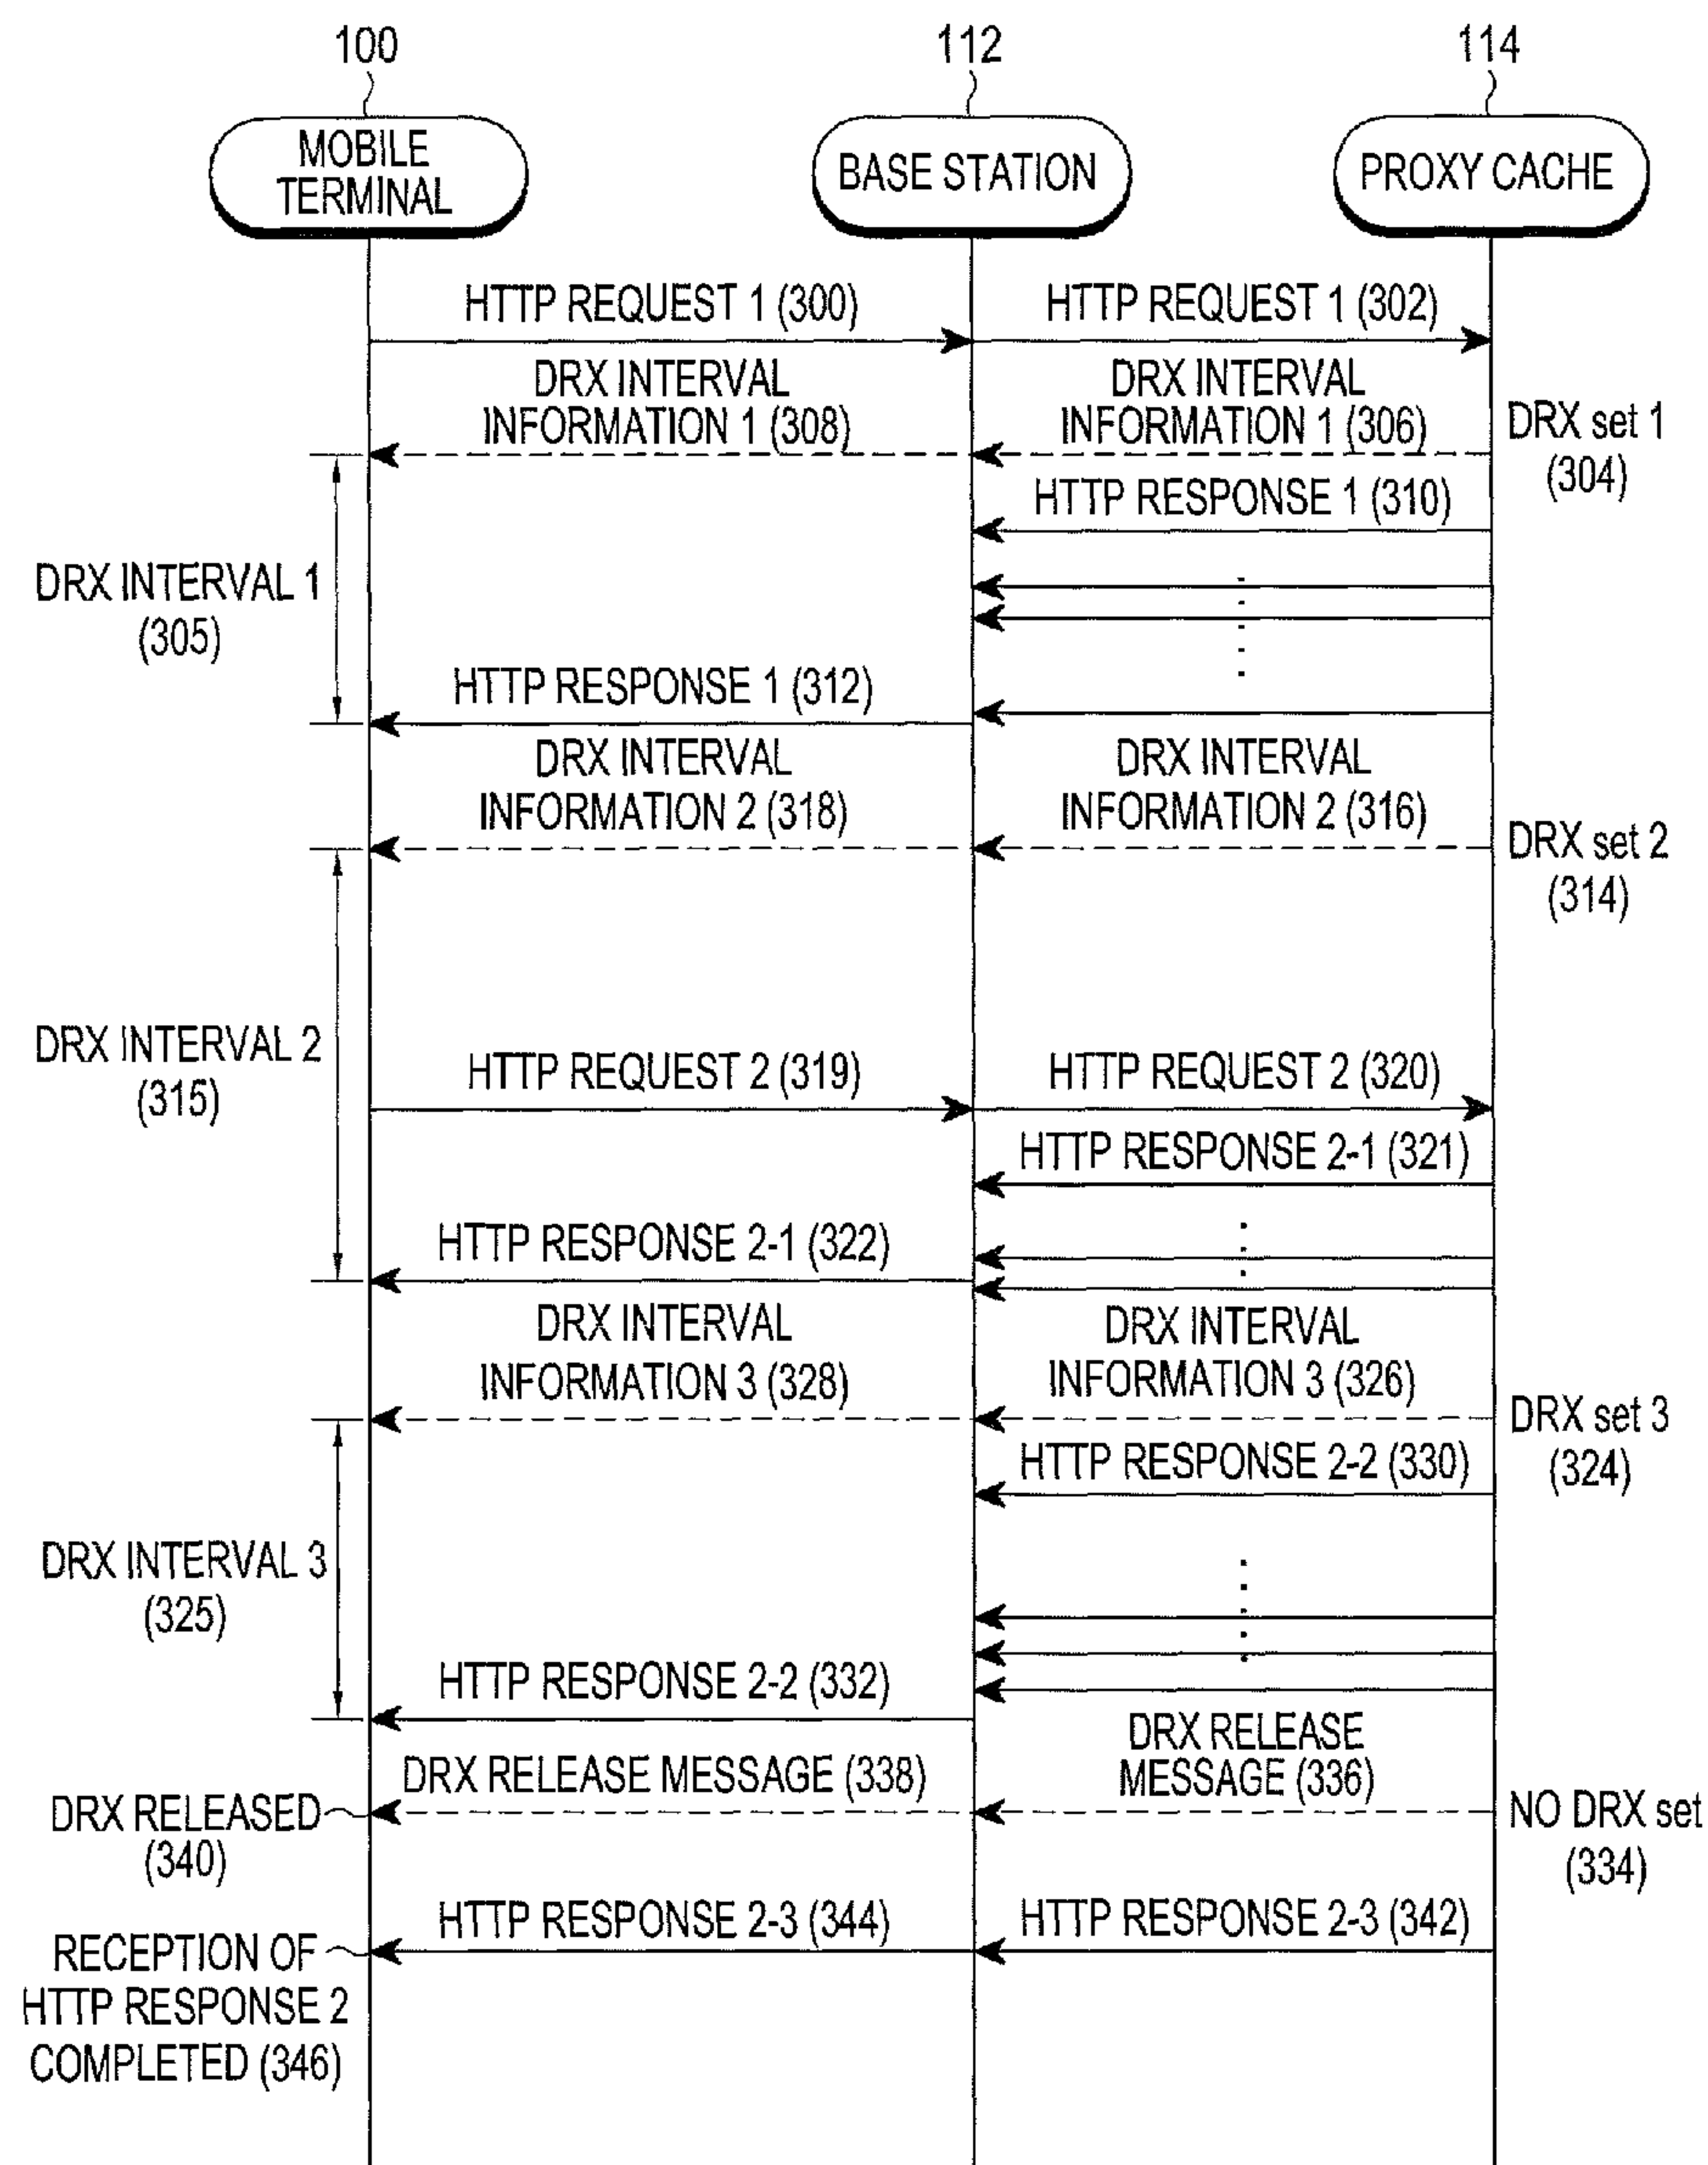 100
112
114
MOBILE
TERMINAL
BASE STATION
PROXY CACHE
HTTP REQUEST 1 (300)
HTTP REQUEST 1 (302)
DRX INTERVAL
INFORMATION 1 (308)
DRX INTERVAL
INFORMATION 1 (306)
DRX set 1
(304)
HTTP RESPONSE 1 (310)
DRX INTERVAL 1
(305)
HTTP RESPONSE 1 (312)
DRX INTERVAL
INFORMATION 2 (318)
DRX INTERVAL
INFORMATION 2 (316)
DRX set 2
(314)
DRX INTERVAL 2
(315)
HTTP REQUEST 2 (319)
HTTP REQUEST 2 (320)
HTTP RESPONSE 2-1 (321)
HTTP RESPONSE 2-1 (322)
DRX INTERVAL
INFORMATION 3 (328)
DRX INTERVAL
INFORMATION 3 (326)
DRX set 3
(324)
HTTP RESPONSE 2-2 (330)
DRX INTERVAL 3
(325)
HTTP RESPONSE 2-2 (332)
DRX RELEASE
MESSAGE (336)
DRX RELEASE MESSAGE (338)
DRX RELEASED
(340)
NO DRX set
(334)
HTTP RESPONSE 2-3 (344)
HTTP RESPONSE 2-3 (342)
RECEPTION OF
HTTP RESPONSE 2
COMPLETED (346)